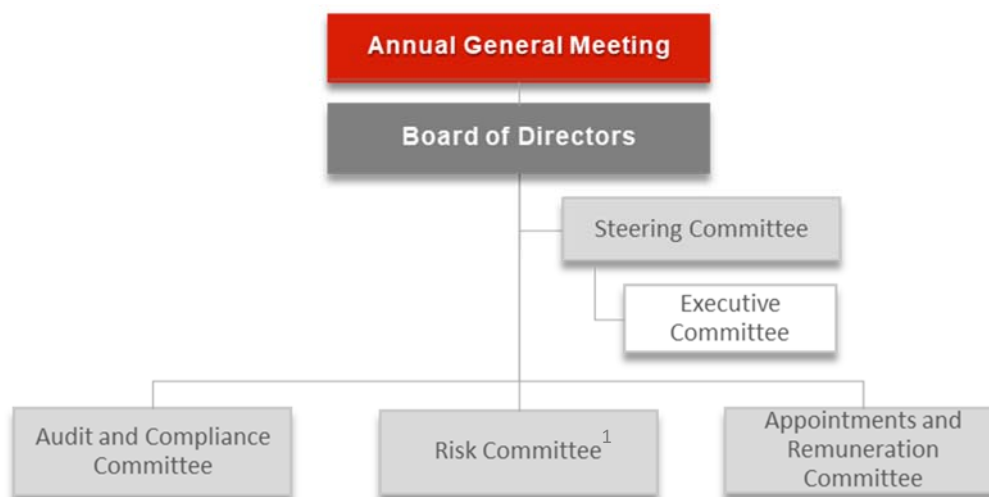 Annual General Meeting
Board of Directors
Steering Committee
Executive
Committee
Audit and Compliance
Committee
Risk Committee¹
Appointments and
Remuneration
Committee